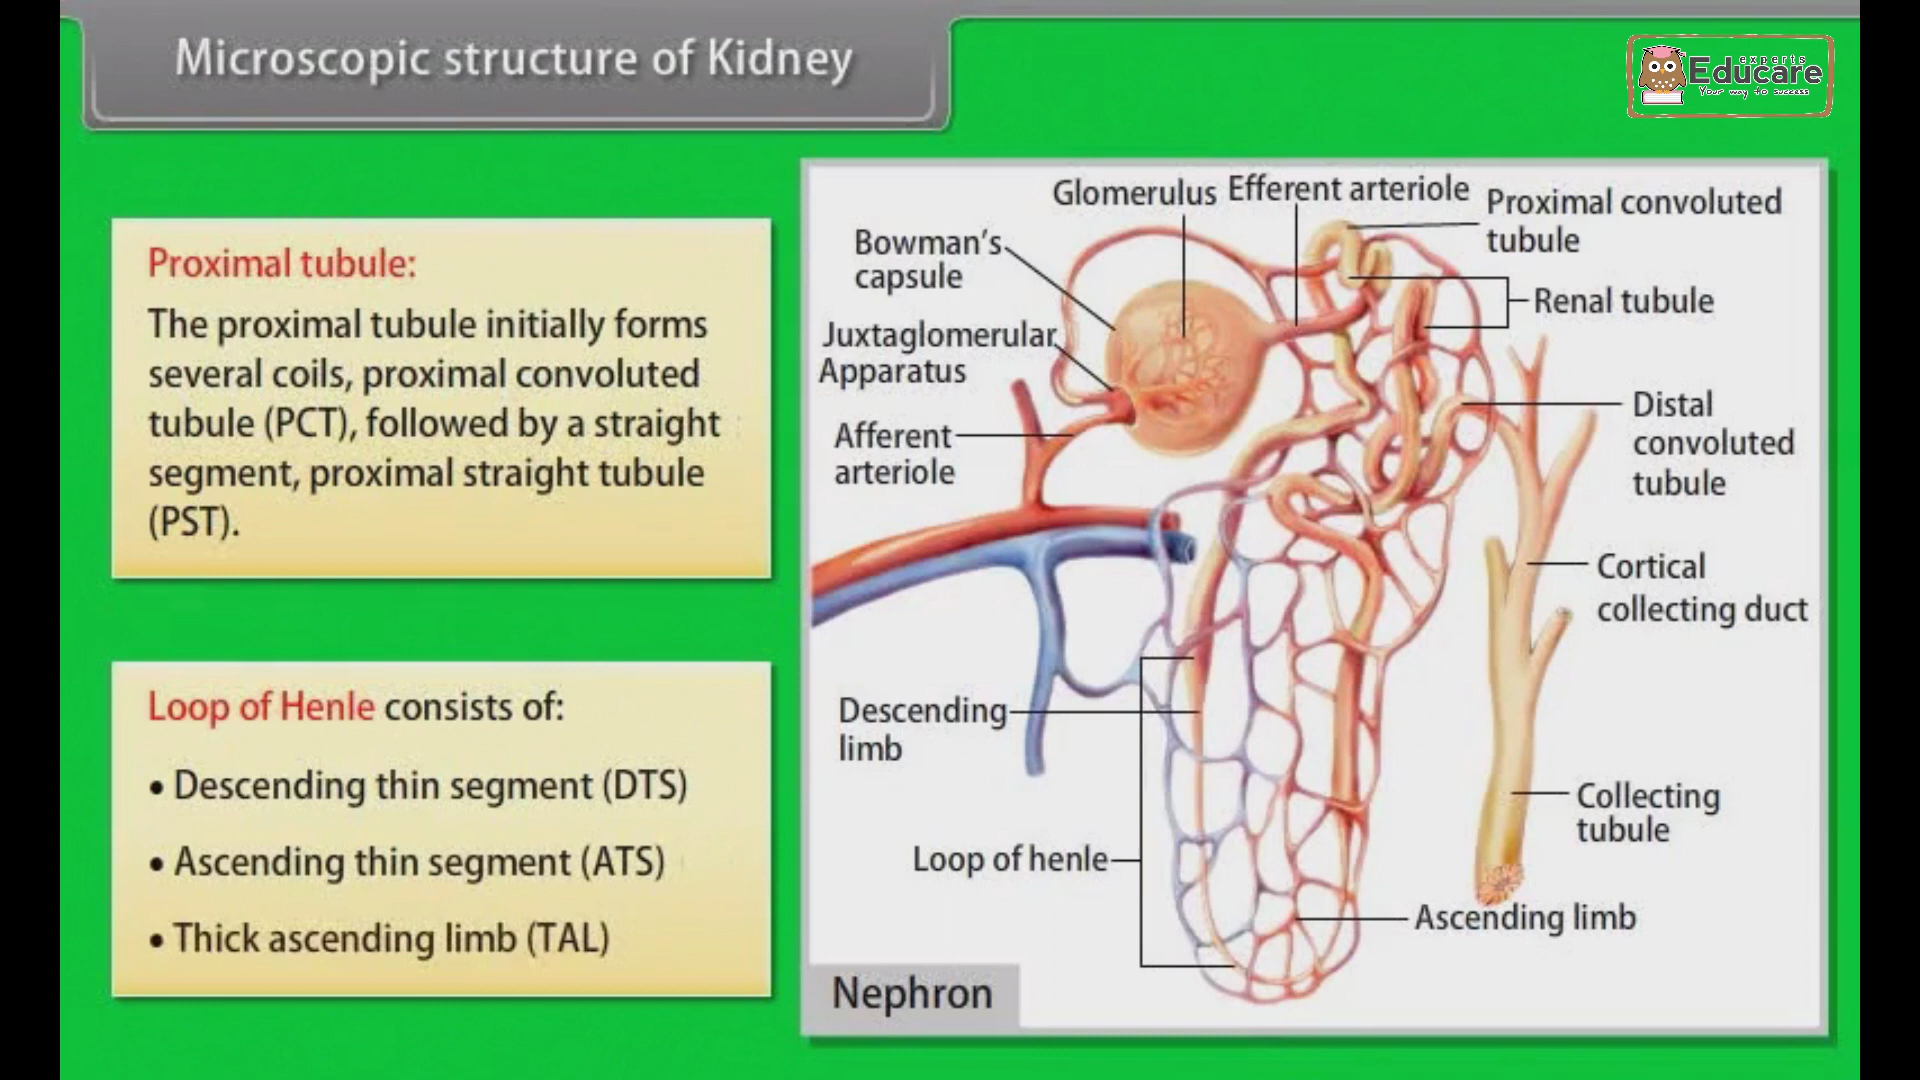 Microscopic structure of Kidney
experts
Educare
Your way to success
Proximal tubule:
The proximal tubule initially forms
several coils, proximal convoluted
tubule (PCT), followed by a straight
segment, proximal straight tubule
(PST).
Loop of Henle consists of:
• Descending thin segment (DTS)
• Ascending thin segment (ATS)
• Thick ascending limb (TAL)
Glomerulus
Efferent arteriole
Proximal convoluted
tubule
Bowman's
capsule
Renal tubule
Juxtaglomerular
Apparatus
Distal
convoluted
tubule
Afferent
arteriole
Cortical
collecting duct
Descending
limb
Collecting
tubule
Loop of henle
Ascending limb
Nephron